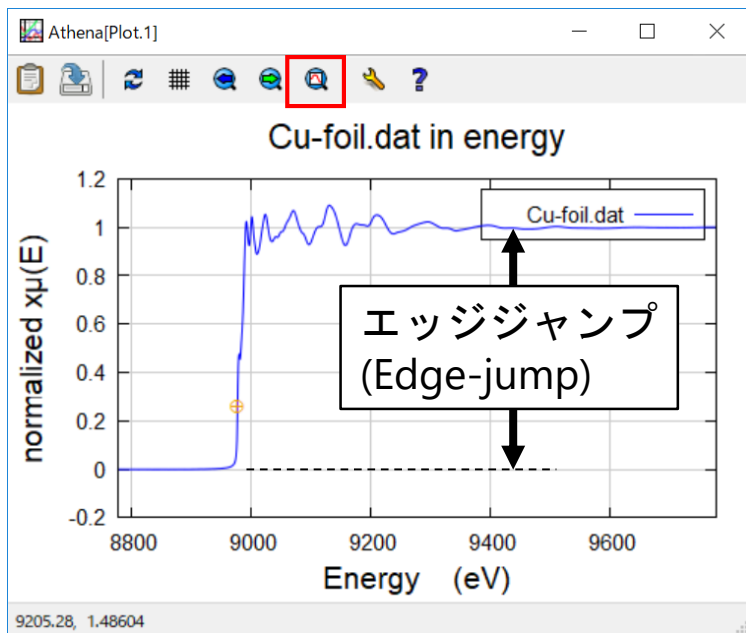 Athena[Plot.1]
Cu-foil.dat in energy
Cu-foil.dat
normalized xμ(E)
1.2
1
0.8
0.6
0.4
0.2
0
-0.2
エッジジャンプ
(Edge-jump)
8800 9000 9200 9400 9600
Energy (eV)
9205.28, 1.48604